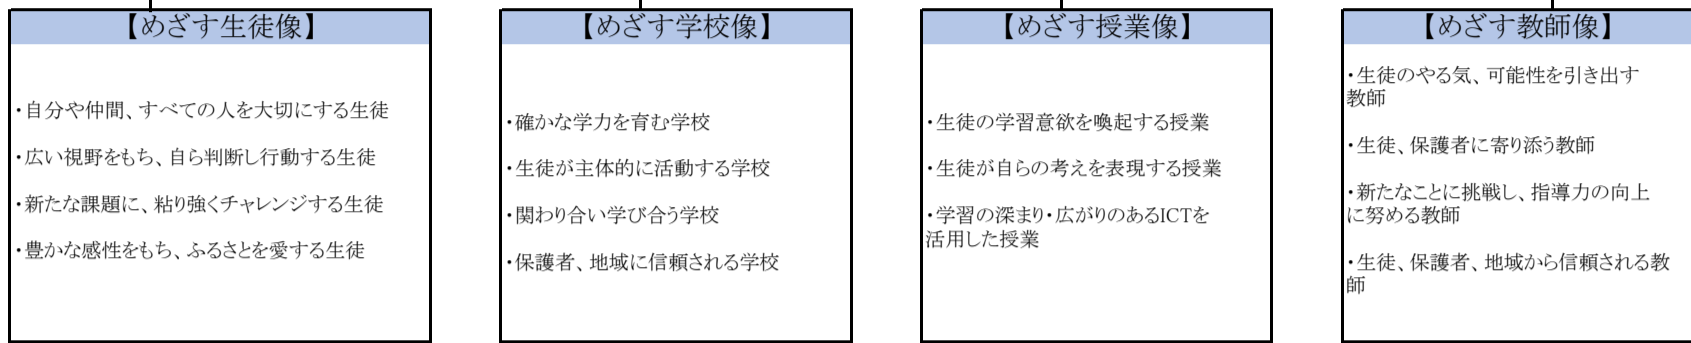 【めざす生徒像】
・自分や仲間、すべての人を大切にする生徒
・広い視野をもち、自ら判断し行動する生徒
・新たな課題に、粘り強くチャレンジする生徒
・豊かな感性をもち、ふるさとを愛する生徒
【めざす学校像】
・確かな学力を育む学校
・生徒が主体的に活動する学校
・関わり合い学び合う学校
・保護者、地域に信頼される学校
【めざす授業像】
・生徒の学習意欲を喚起する授業
・生徒が自らの考えを表現する授業
・学習の深まり・広がりのあるICTを
活用した授業
【めざす教師像】
・生徒のやる気、可能性を引き出す
教師
・生徒、保護者に寄り添う教師
・新たなことに挑戦し、指導力の向上
に努める教師
・生徒、保護者、地域から信頼される教
師